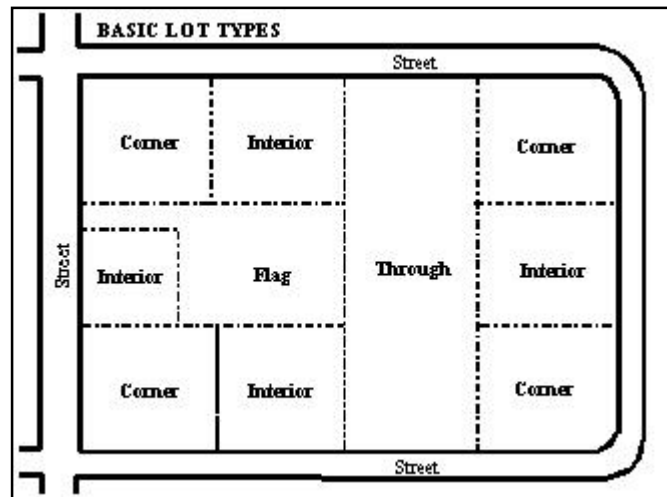 BASIC LOT TYPES
Street
Corner
Interior
Corner
Street
Interior
Flag
Through
Interior
Corner
Interior
Corner
Street